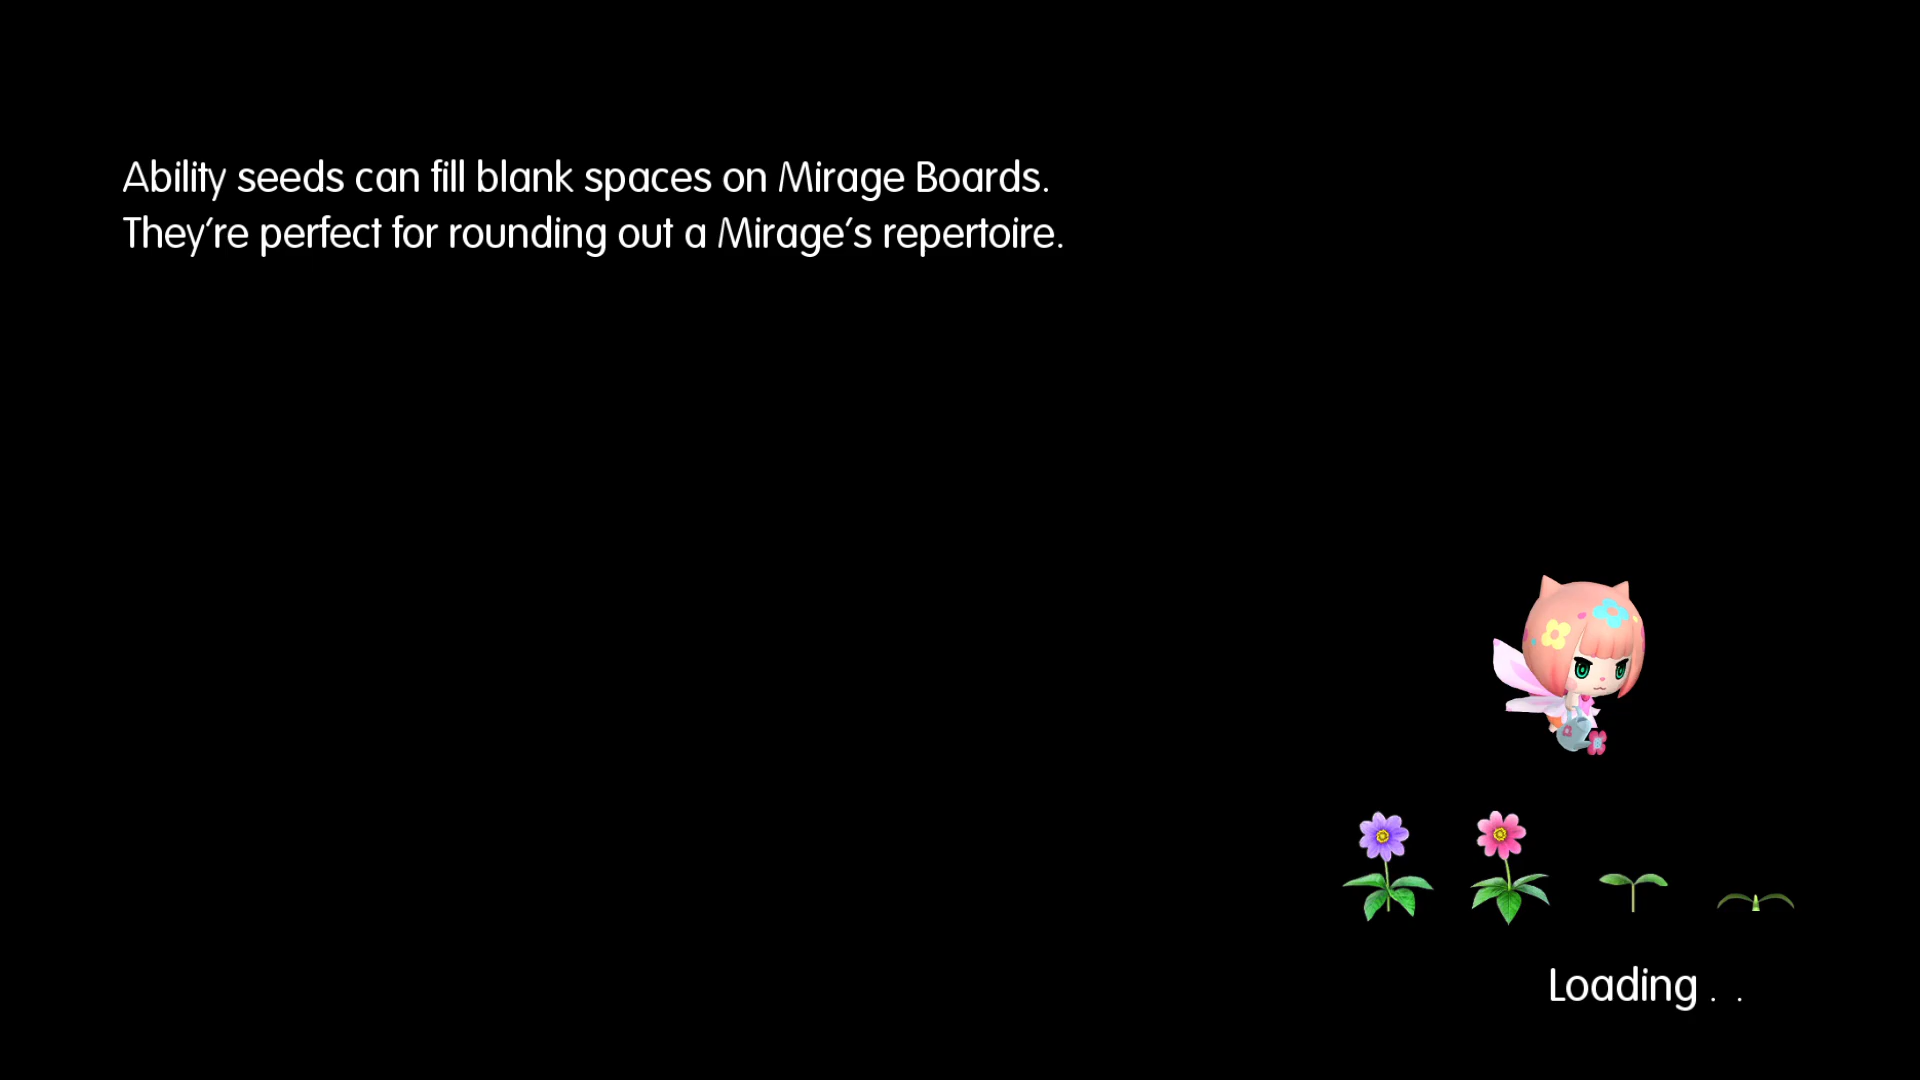 Ability seeds can fill blank spaces on Mirage Boards.
They're perfect for rounding out a Mirage's repertoire.
Loading . .